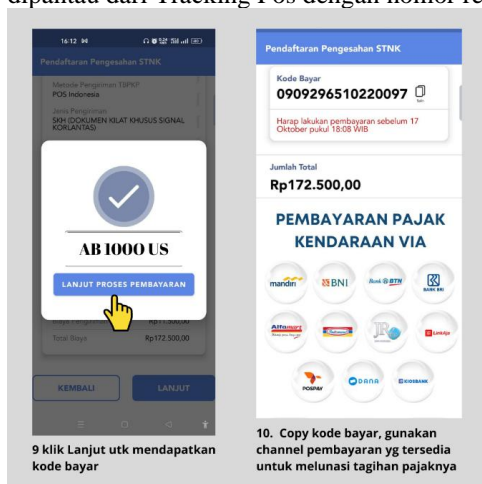 dipantau dari Tracking Pos dengan nomor re
16:12
Pendaftaran Pengesahan STNK
Metode Pengiriman TBPKP
POS Indonesia
Jenis Pengiriman
SKH (DOKUMEN KILAT KHUSUS SIGNAL
KORLANTAS)
AB 1000 US
LANJUT PROSES PEMBAYARAN
Biaya Pengiriman Rp11.500,00
Total Biaya Rp172.500,00
KEMBALI LANJUT
9 klik Lanjut utk mendapatkan
kode bayar
Pendaftaran Pengesahan STNK
Kode Bayar
0909296510220097
Salin
Harap lakukan pembayaran sebelum 17
Oktober pukul 18:08 WIB
Jumlah Total
Rp172.500,00
PEMBAYARAN PAJAK
KENDARAAN VIA
mandiri BNI Bank BTN BANK BRI
Alfamart Indomaret LinkAja
POSPAY DANA KIOSBANK
10. Copy kode bayar, gunakan
channel pembayaran yg tersedia
untuk melunasi tagihan pajaknya